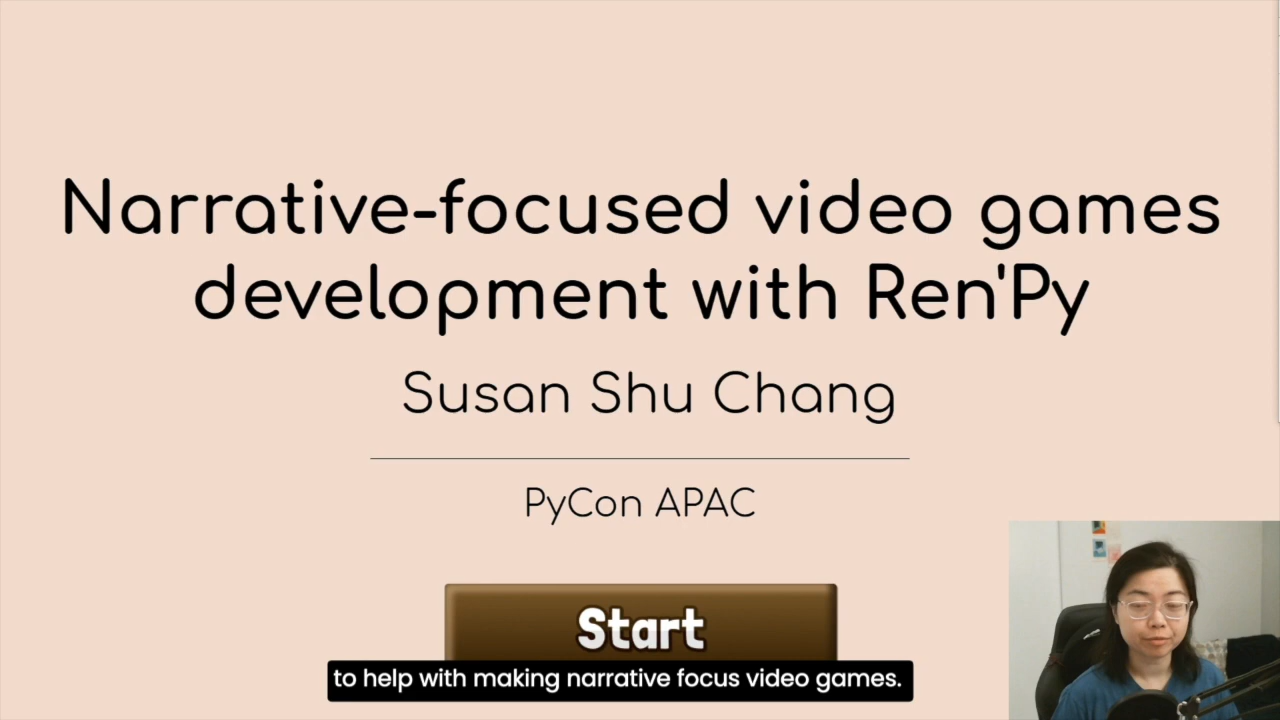 Narrative-focused video games
development with Ren'Py
Susan Shu Chang
PyCon APAC
Start
to help with making narrative focus video games.